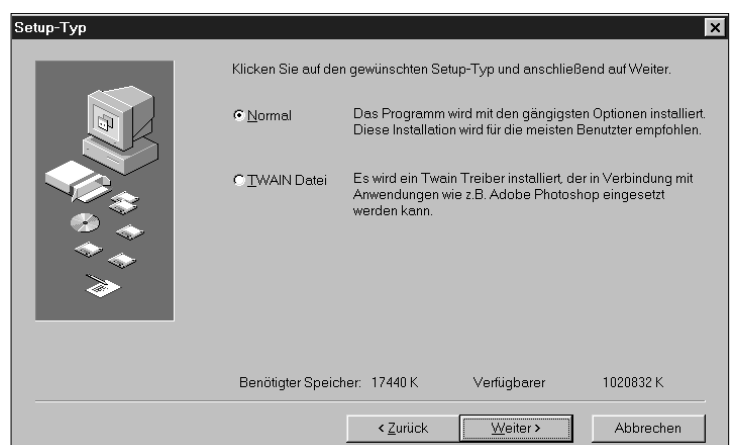 Setup-Typ
Klicken Sie auf den gewünschten Setup-Typ und anschließend auf Weiter.
Normal
Das Programm wird mit den gängigsten Optionen installiert.
Diese Installation wird für die meisten Benutzter empfohlen.
TWAIN Datei
Es wird ein Twain Treiber installiert, der in Verbindung mit
Anwendungen wie z.B. Adobe Photoshop eingesetzt
werden kann.
Benötigter Speicher: 17440 K Verfügbarer 1020832 K
< Zurück Weiter > Abbrechen